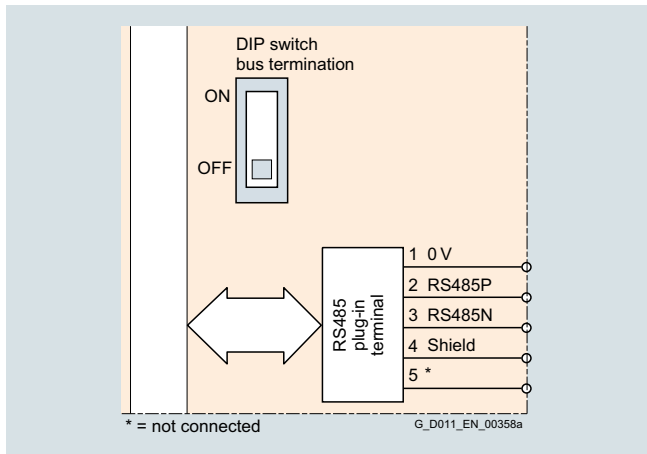 DIP switch
bus termination
ON
OFF
RS485
plug-in
terminal
1 0 V
2 RS485P
3 RS485N
4 Shield
5 *
* = not connected
G_D011_EN_00358a